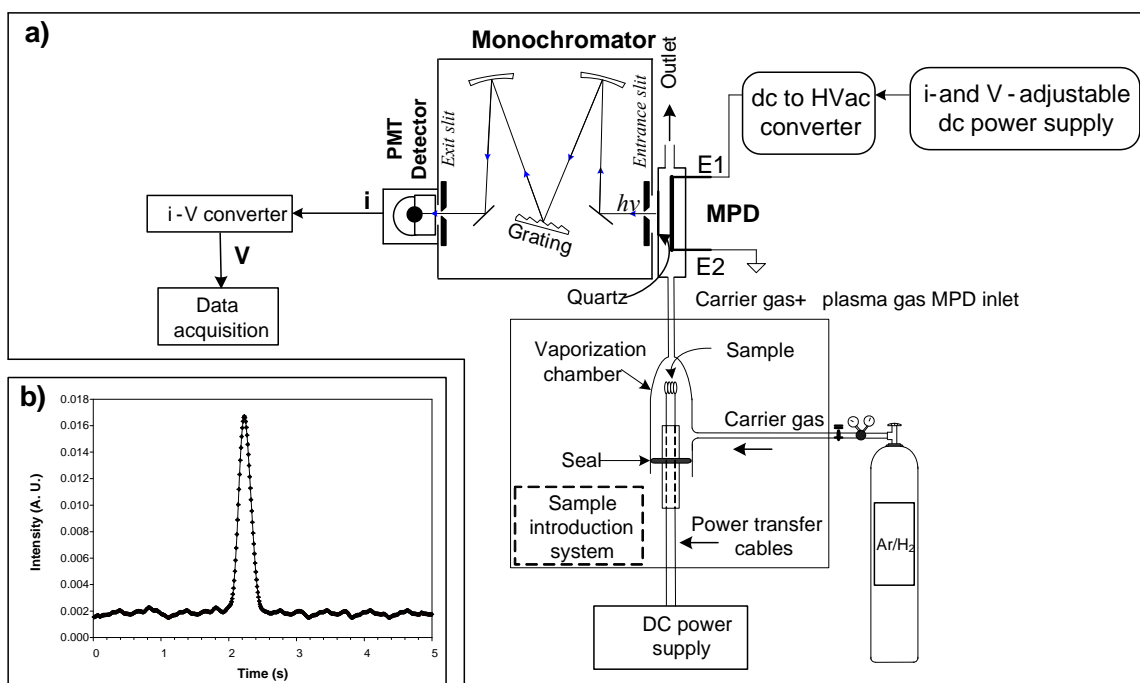 a)
Monochromator
Outlet
Entrance slit
Exit slit
PMT
Detector
dc to HVac
converter
i-and V - adjustable
dc power supply
E1
i
hν
MPD
i -V converter
Grating
V
E2
Data
acquisition
Quartz
Carrier gas+ plasma gas MPD inlet
Vaporization
chamber
Sample
Carrier gas
Seal
Sample
introduction
system
Power transfer
cables
Ar/H2
DC power
supply
b)
Intensity (A. U.)
0.018
0.016
0.014
0.012
0.010
0.008
0.006
0.004
0.002
0.000
0 1 2 3 4 5
Time (s)